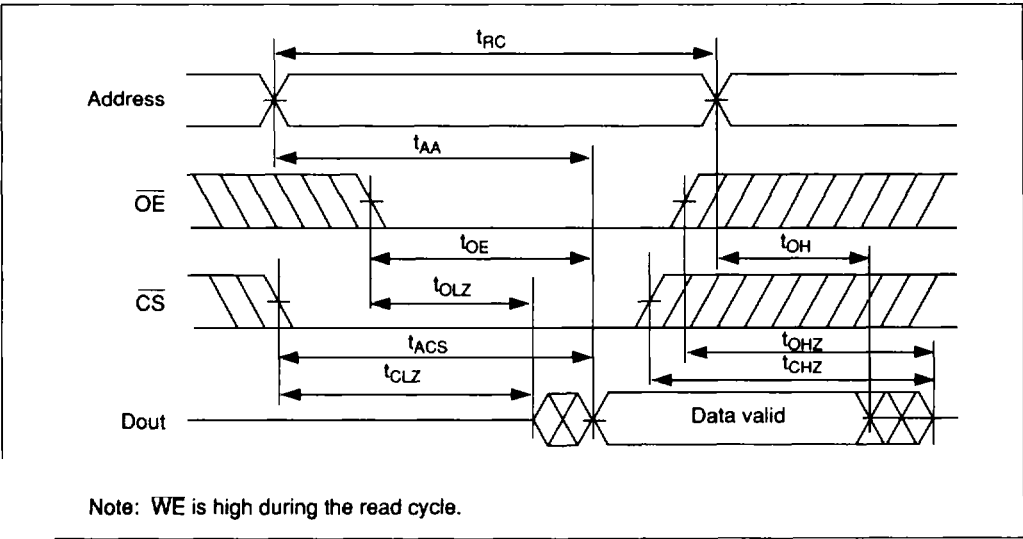 tRC
Address
tAA
OE
tOE
tOH
tOLZ
CS
tACS
tOHZ
tCLZ
tCHZ
Dout
Data valid
Note: WE is high during the read cycle.